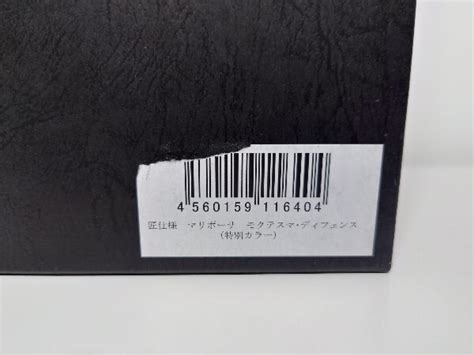 4 560159 116404
匠仕様 マリポーサ モクテスマ・ディフェンス
(特別カラー)